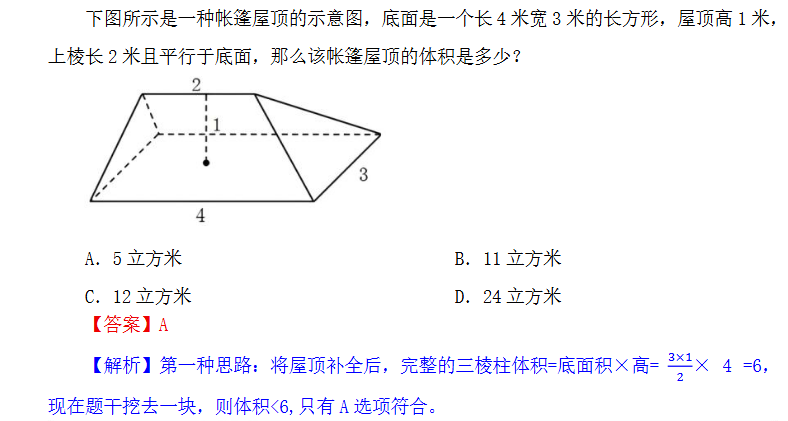 下图所示是一种帐篷屋顶的示意图，底面是一个长 4 米宽 3 米的长方形，屋顶高 1 米，
上棱长 2 米且平行于底面，那么该帐篷屋顶的体积是多少？
2
1
3
4
A. 5 立方米
B. 11 立方米
C. 12 立方米
D. 24 立方米
【答案】A
【解析】第一种思路：将屋顶补全后，完整的三棱柱体积=底面积×高= 3×1/2 × 4 =6，
现在题干挖去一块，则体积<6,只有 A 选项符合。